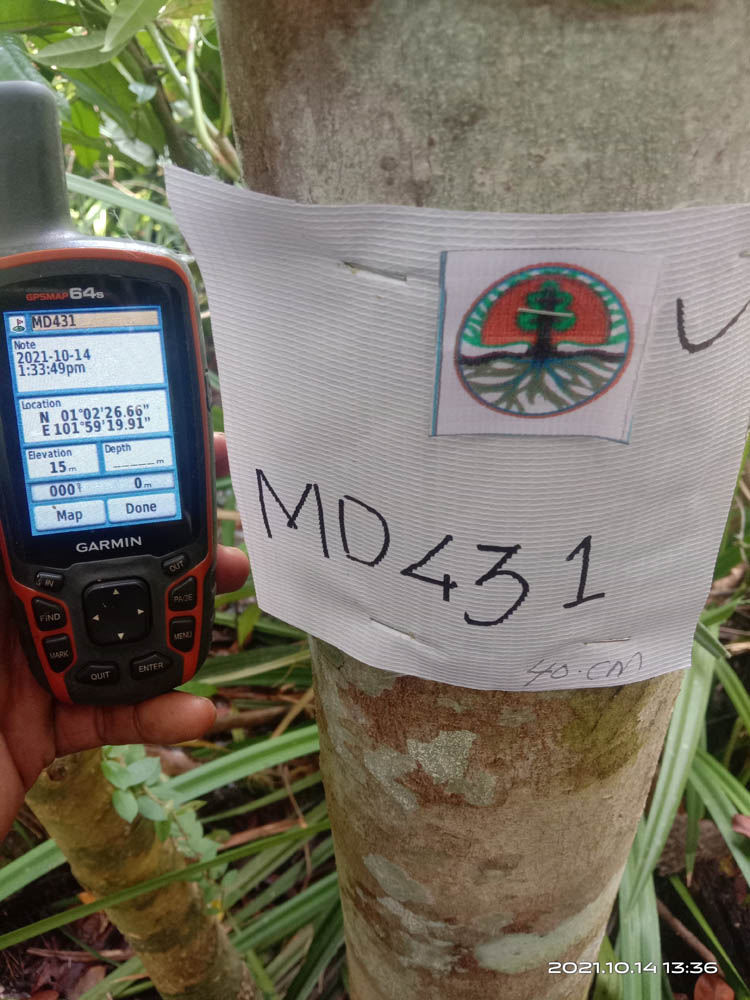 GPSMAP 64s
MD431
Note
2021-10-14
1:33:49pm
Location
N 01°02'26.66"
E 101°59'19.91"
Elevation
15 m
Depth
_____ m
000°
0 m
Map
Done
GARMIN
IN
OUT
FIND
PAGE
MARK
MENU
QUIT
ENTER
MD431
40.CM
2021.10.14 13:36